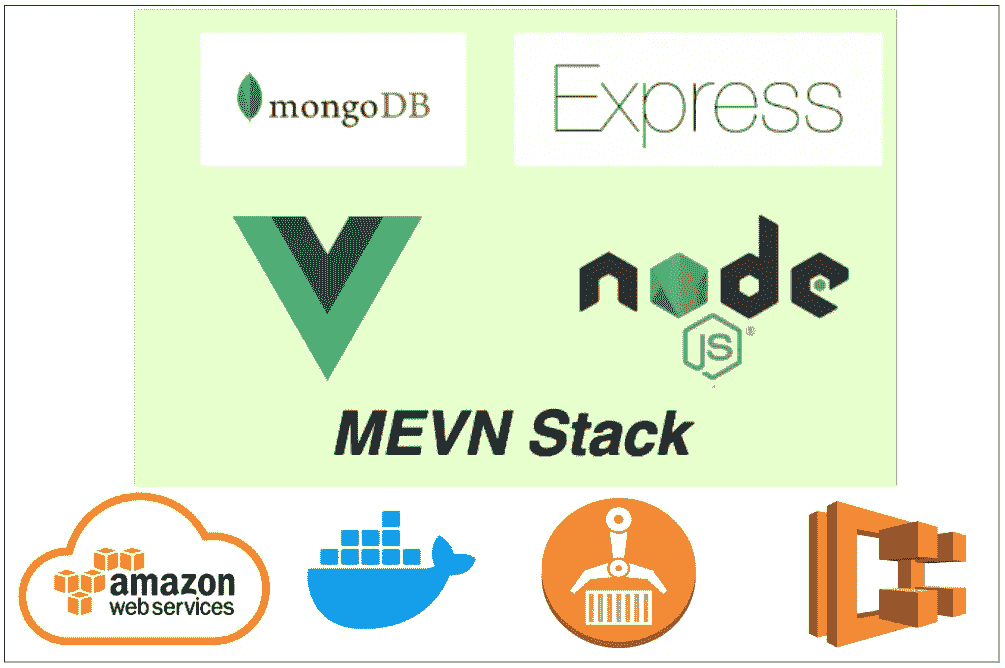 mongoDB
Express
node
JS®
MEVN Stack
amazon
web services